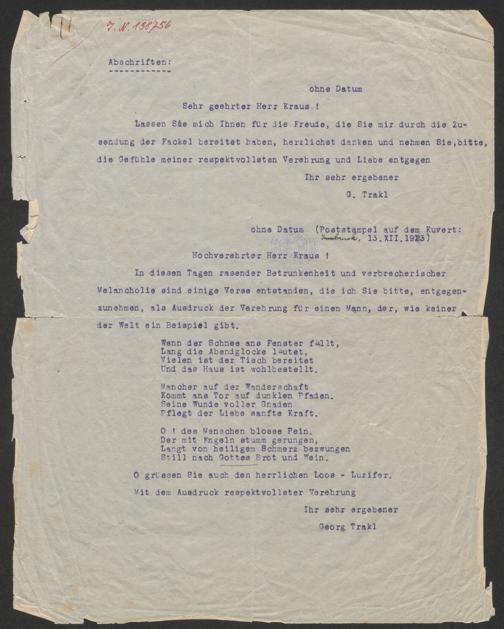 I.N. 138756
Abschriften:
ohne Datum
Sehr geehrter Herr Kraus !
Lassen Sie mich Ihnen für die Freude, die Sie mir durch die Zu-
sendung der Fackel bereitet haben, herzlichst danken und nehmen Sie,bitte,
die Gefühle meiner respektvollsten Verehrung und Liebe entgegen
Ihr sehr ergebener
G. Trakl
ohne Datum (Poststempel auf dem Kuvert:
Innsbruck, 13.XII.1913)
Hochverehrter Herr Kraus !
In diesen Tagen rasender Betrunkenheit und verbrecherischer
Melancholie sind einige Verse entstanden, die ich Sie bitte, entgegen-
zunehmen, als Ausdruck der Verehrung für einen Mann, der, wie keiner
der Welt ein Beispiel gibt.
Wenn der Schnee ans Fenster fällt,
Lang die Abendglocke läutet,
Vielen ist der Tisch bereitet
Und das Haus ist wohlbestellt.
Mancher auf der Wanderschaft
Kommt ans Tor auf dunklen Pfaden.
Seine Wunde voller Gnaden
Pflegt der Liebe sanfte Kraft.
O ! des Menschen blosse Pein.
Der mit Engeln stumm gerungen,
Langt von heiligem Schmerz bezwungen
Still nach Gottes Brot und Wein.
O grüssen Sie auch den herrlichen Loos - Luzifer.
Mit dem Ausdruck respektvollster Verehrung
Ihr sehr ergebener
Georg Trakl